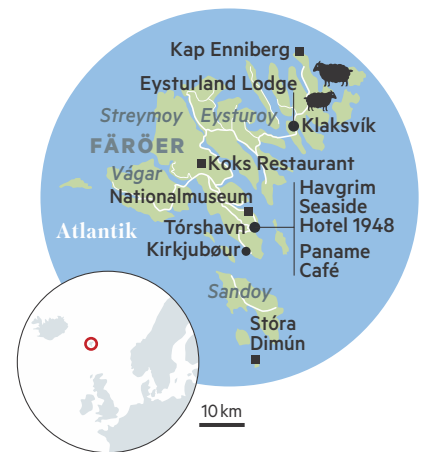 Kap Enniberg
Eysturland Lodge
Streymoy
Eysturoy
Klaksvík
FÄRÖER
Koks Restaurant
Vágar
Nationalmuseum
Havgrim
Seaside
Hotel 1948
Atlantik
Tórshavn
Kirkjubøur
Paname
Café
Sandoy
Stóra
Dimún
10 km